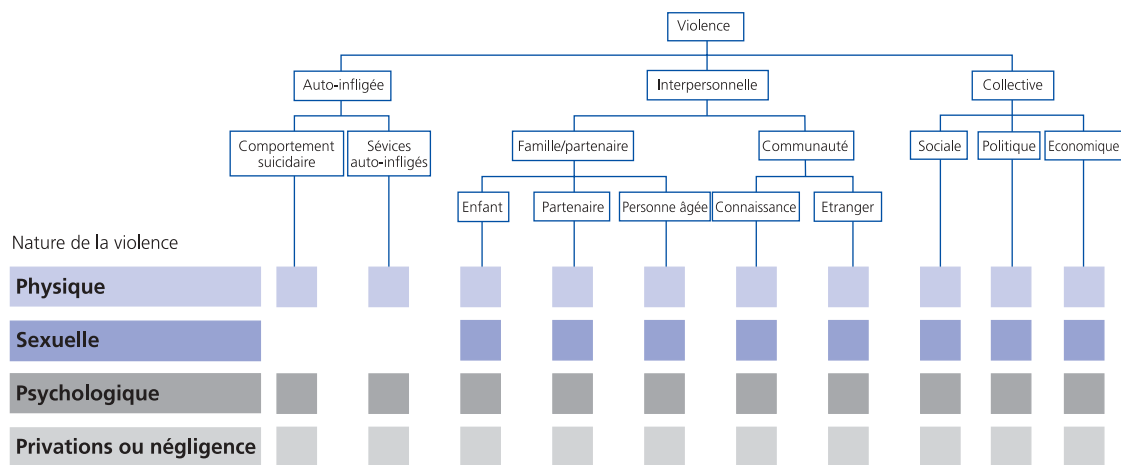 Violence
Auto-infligée
Interpersonnelle
Collective
Comportement
suicidaire
Sévices
auto-infligés
Famille/partenaire
Communauté
Sociale
Politique
Economique
Enfant
Partenaire
Personne âgée
Connaissance
Etranger
Nature de la violence
Physique
Sexuelle
Psychologique
Privations ou négligence